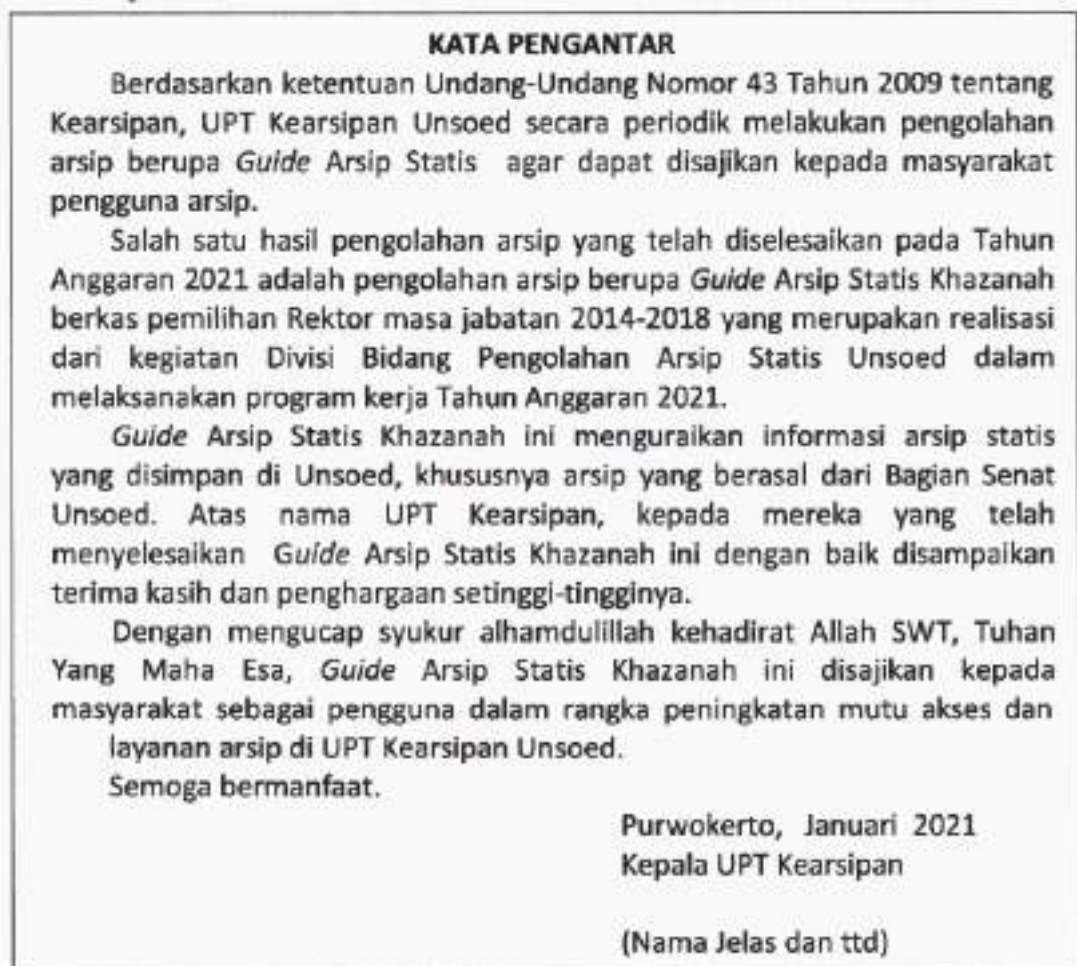 KATA PENGANTAR
Berdasarkan ketentuan Undang-Undang Nomor 43 Tahun 2009 tentang
Kearsipan, UPT Kearsipan Unsoed secara periodik melakukan pengolahan
arsip berupa Guide Arsip Statis agar dapat disajikan kepada masyarakat
pengguna arsip.
Salah satu hasil pengolahan arsip yang telah diselesaikan pada Tahun
Anggaran 2021 adalah pengolahan arsip berupa Guide Arsip Statis Khazanah
berkas pemilihan Rektor masa jabatan 2014-2018 yang merupakan realisasi
dari kegiatan Divisi Bidang Pengolahan Arsip Statis Unsoed dalam
melaksanakan program kerja Tahun Anggaran 2021.
Guide Arsip Statis Khazanah ini menguraikan informasi arsip statis
yang disimpan di Unsoed, khususnya arsip yang berasal dari Bagian Senat
Unsoed. Atas nama UPT Kearsipan, kepada mereka yang telah
menyelesaikan Guide Arsip Statis Khazanah ini dengan baik disampaikan
terima kasih dan penghargaan setinggi-tingginya.
Dengan mengucap syukur alhamdulillah kehadirat Allah SWT, Tuhan
Yang Maha Esa, Guide Arsip Statis Khazanah ini disajikan kepada
masyarakat sebagai pengguna dalam rangka peningkatan mutu akses dan
layanan arsip di UPT Kearsipan Unsoed.
Semoga bermanfaat.
Purwokerto, Januari 2021
Kepala UPT Kearsipan
(Nama Jelas dan ttd)